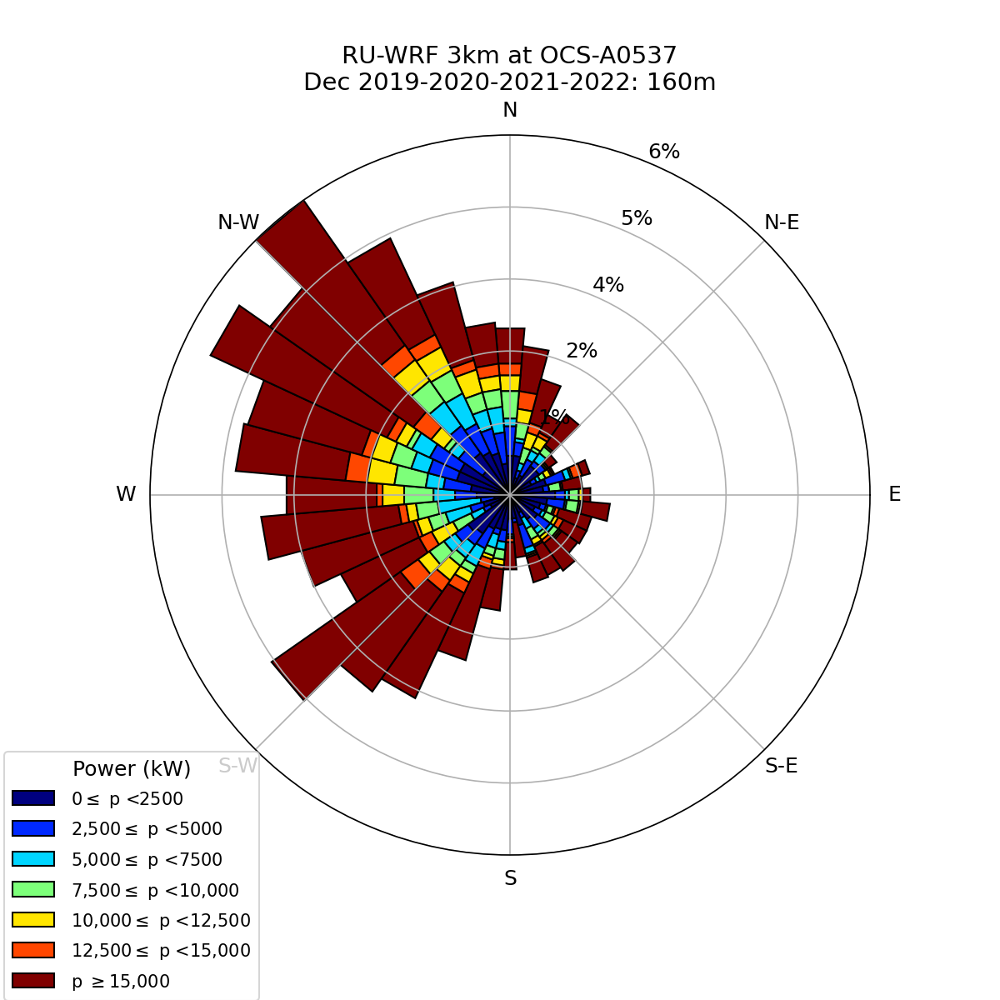 RU-WRF 3km at OCS-A0537
Dec 2019-2020-2021-2022: 160m
N
6%
N-W
5%
N-E
4%
2%
1%
W
E
S-W
S-E
S
Power (kW)
0≤ p <2500
2,500≤ p <5000
5,000≤ p <7500
7,500≤ p <10,000
10,000≤ p <12,500
12,500≤ p <15,000
p ≥15,000